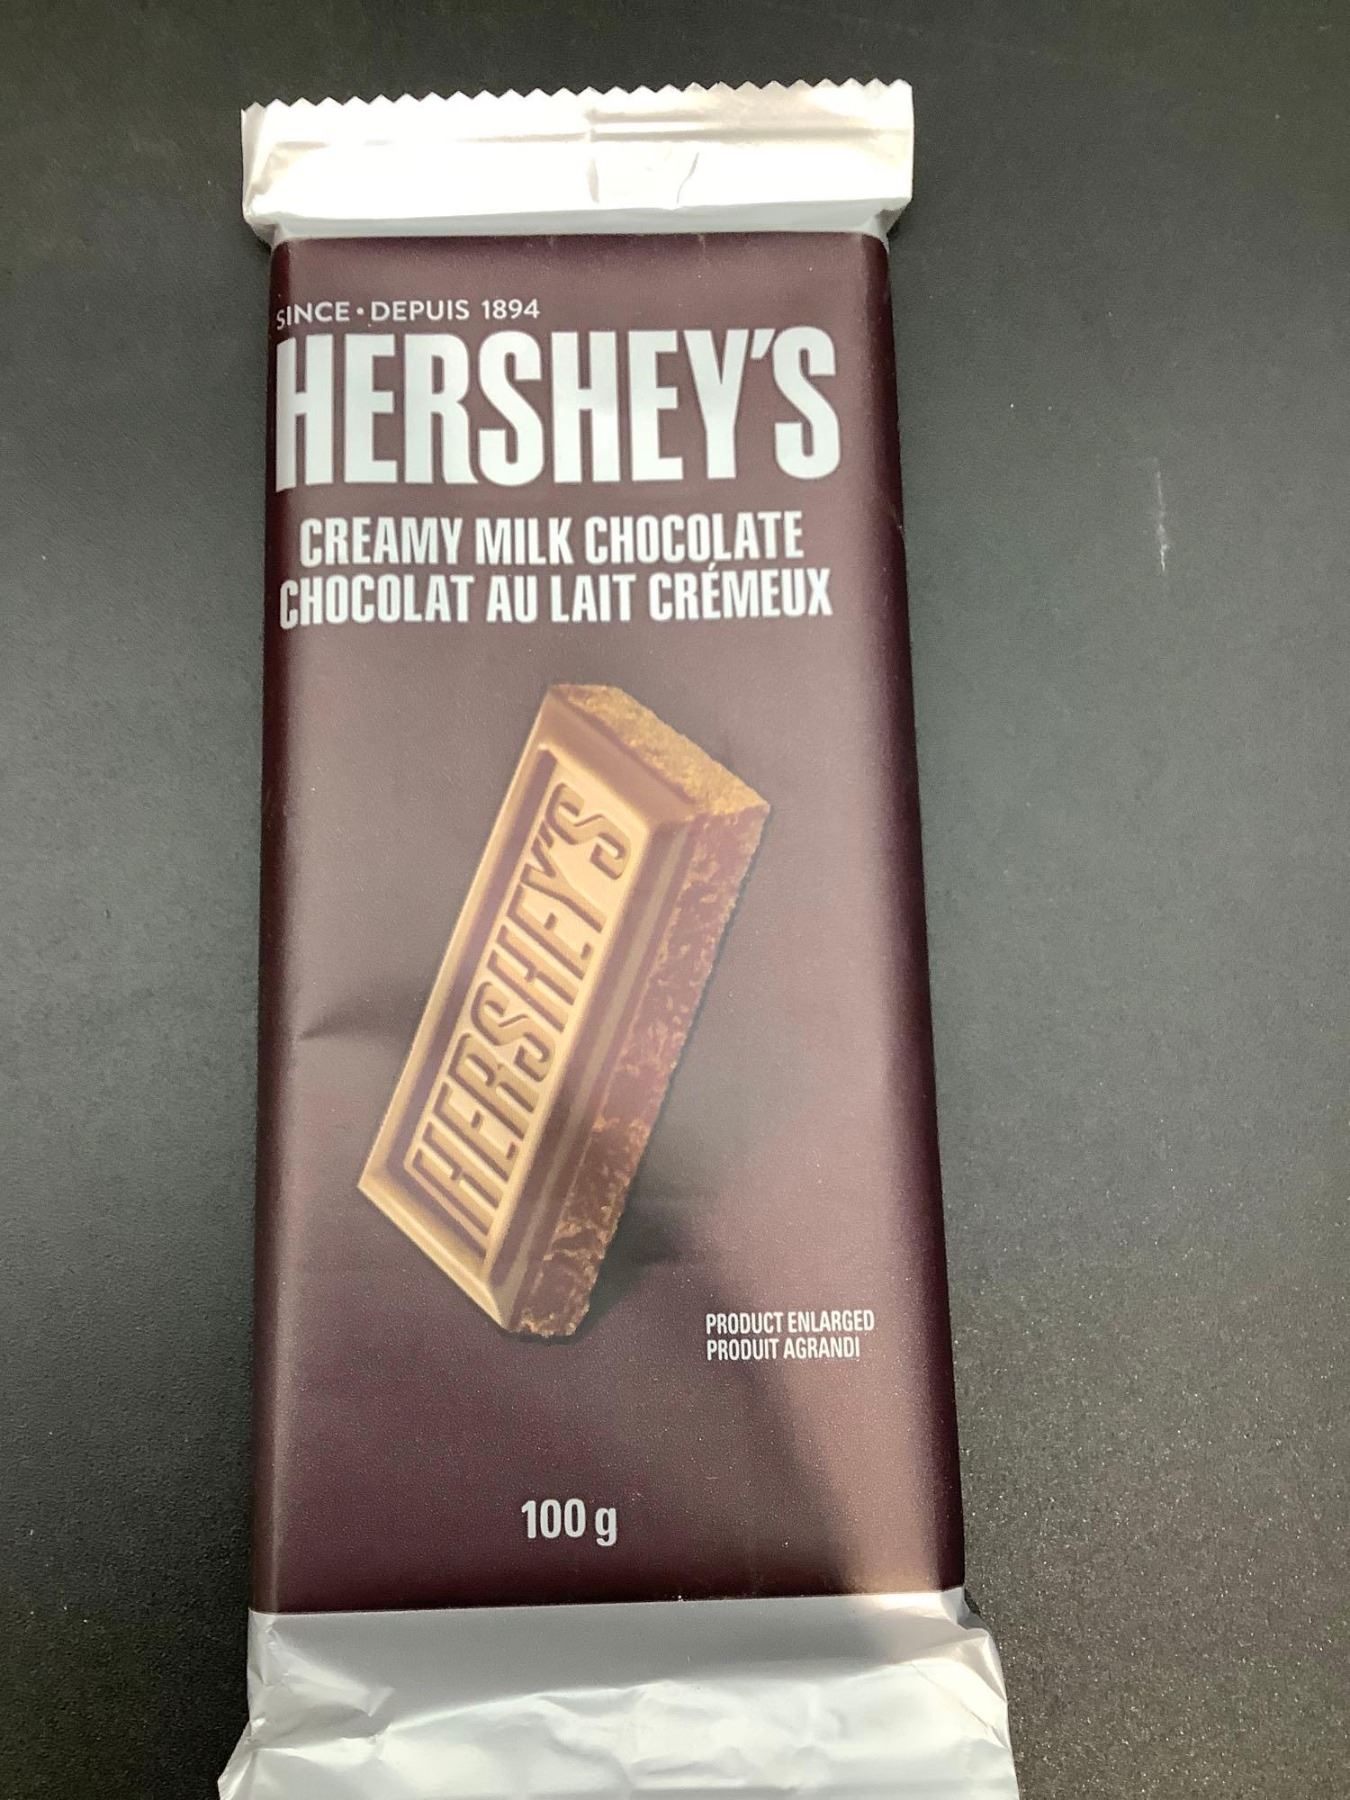 SINCE • DEPUIS 1894
HERSHEY'S
CREAMY MILK CHOCOLATE
CHOCOLAT AU LAIT CRÉMEUX
HERSHEY'S
PRODUCT ENLARGED
PRODUIT AGRANDI
100 g